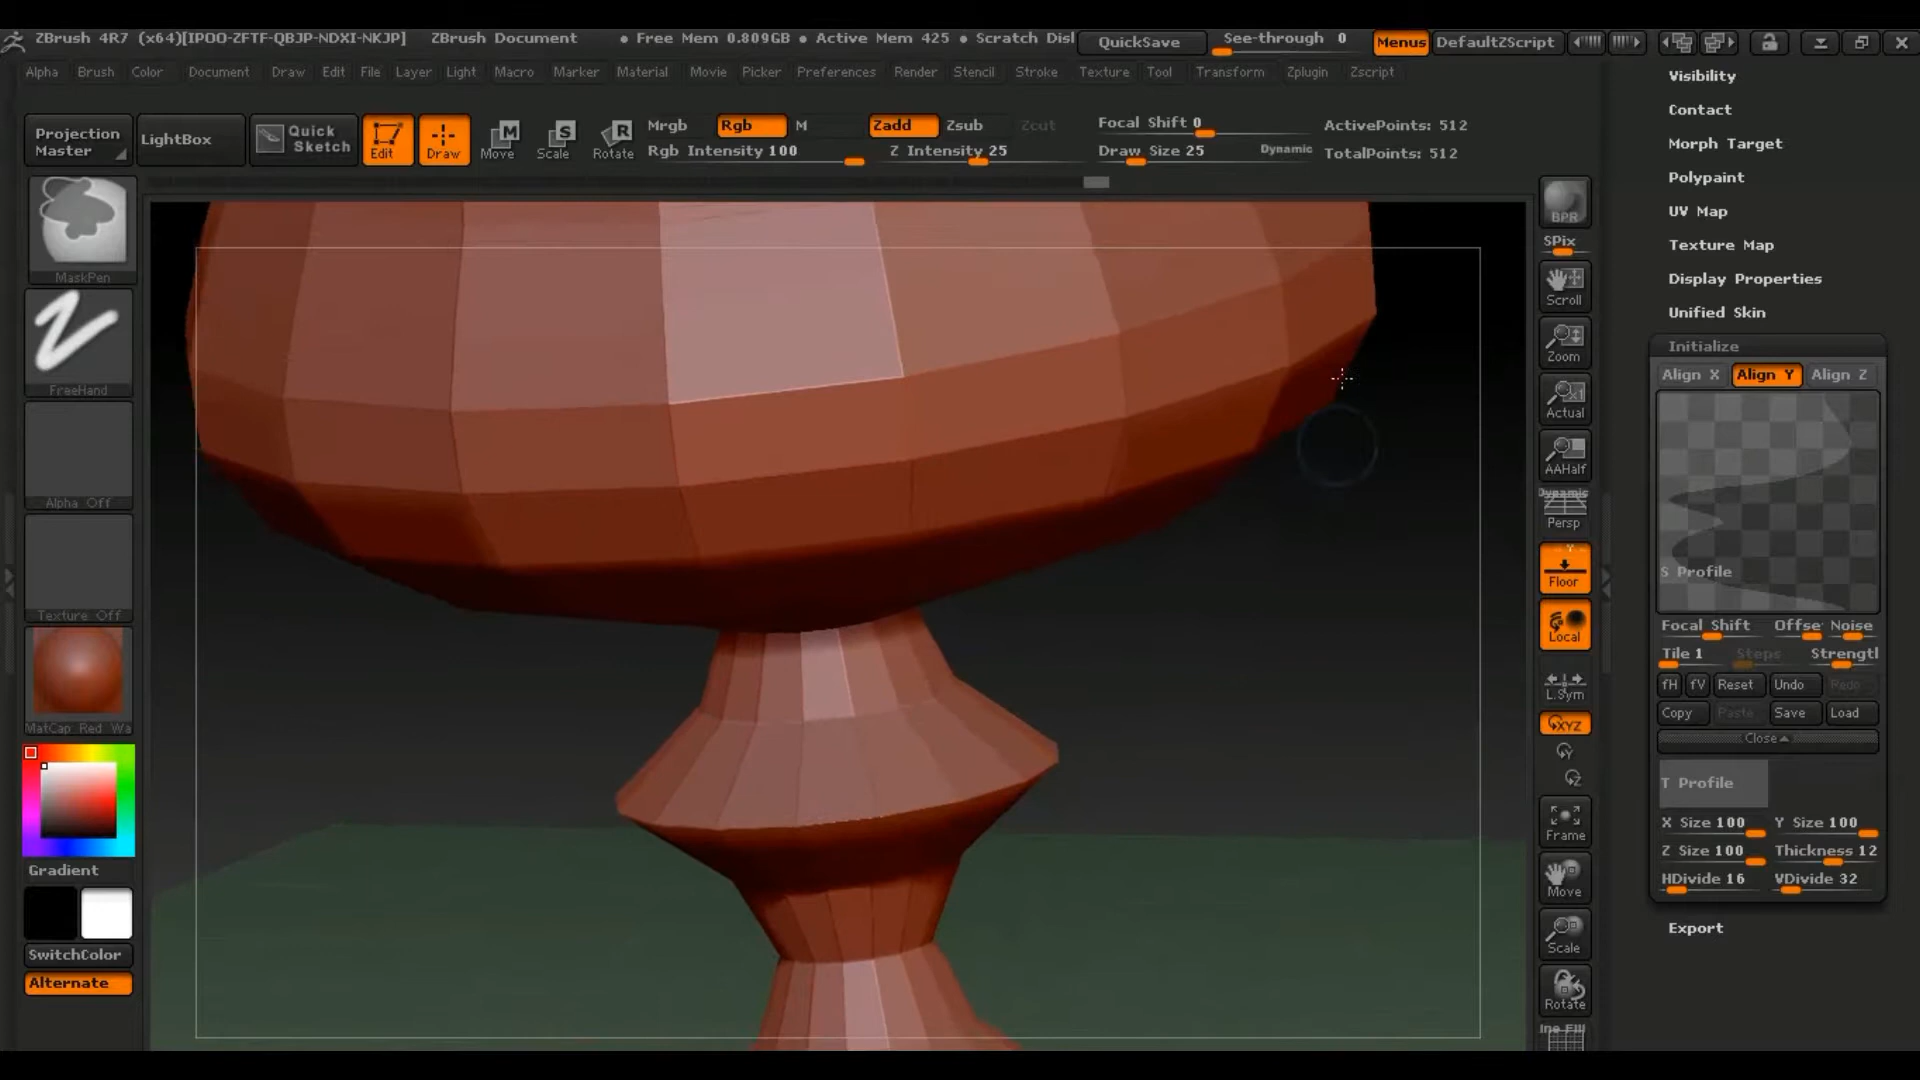 ZBrush 4R7 (x64)[IPOO-ZFTF-QBJP-NDXI-NKJP] ZBrush Document • Free Mem 0.809GB • Active Mem 425 • Scratch Disl QuickSave See-through 0 Menus DefaultZScript
Alpha Brush Color Document Draw Edit File Layer Light Macro Marker Material Movie Picker Preferences Render Stencil Stroke Texture Tool Transform Zplugin Zscript
Projection Master
LightBox
Quick Sketch
Edit Draw Move Scale Rotate
M S R
Mrgb Rgb M Zadd Zsub Zcut
Rgb Intensity 100 Z Intensity 25
Focal Shift 0
Draw Size 25 Dynamic
ActivePoints: 512
TotalPoints: 512
MaskPen
FreeHand
Alpha Off
Texture Off
MatCap Red Wa
Gradient
SwitchColor
Alternate
BPR
SPix
Scroll
Zoom
Actual
AAHalf
Dynamic
Persp
Floor
Local
L.Sym
XYZ
Y
Z
Frame
Move
Scale
Rotate
Ine Fill
Visibility
Contact
Morph Target
Polypaint
UV Map
Texture Map
Display Properties
Unified Skin
Initialize
Align X Align Y Align Z
S Profile
Focal Shift Offse Noise
Tile 1 Steps Strengtl
fH fV Reset Undo Redo
Copy Paste Save Load
Close
T Profile
X Size 100 Y Size 100
Z Size 100 Thickness 12
HDivide 16 VDivide 32
Export